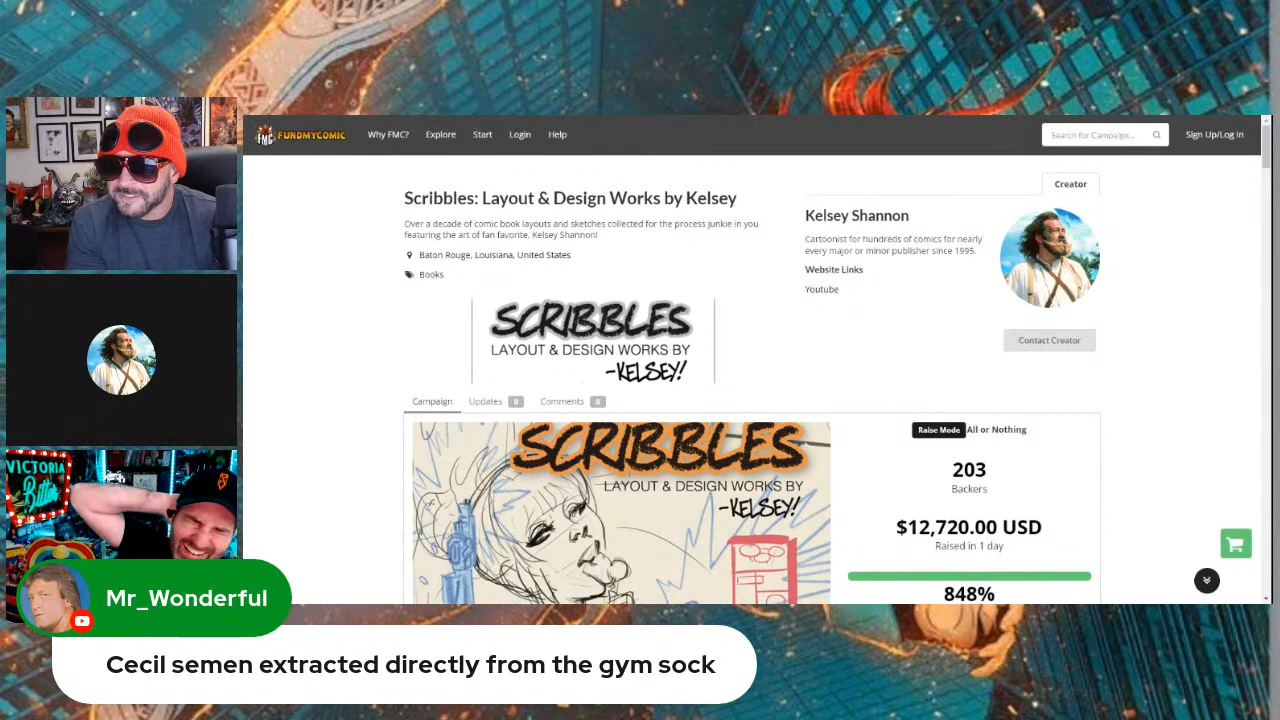 FMC FUNDMYCOMIC
Why FMC?
Explore
Start
Login
Help
Search for Campaign...
Sign Up/Log In
Scribbles: Layout & Design Works by Kelsey
Over a decade of comic book layouts and sketches collected for the process junkie in you
featuring the art of fan favorite, Kelsey Shannon!
Baton Rouge, Louisiana, United States
Books
SCRIBBLES
LAYOUT & DESIGN WORKS BY
-KELSEY!
Creator
Kelsey Shannon
Cartoonist for hundreds of comics for nearly
every major or minor publisher since 1995.
Website Links
Youtube
Contact Creator
Campaign
Updates 0
Comments 0
SCRIBBLES
LAYOUT & DESIGN WORKS BY
-KELSEY!
Raise Mode All or Nothing
203
Backers
$12,720.00 USD
Raised in 1 day
848%
VICTORIA
Bitter
Mr_Wonderful
Cecil semen extracted directly from the gym sock